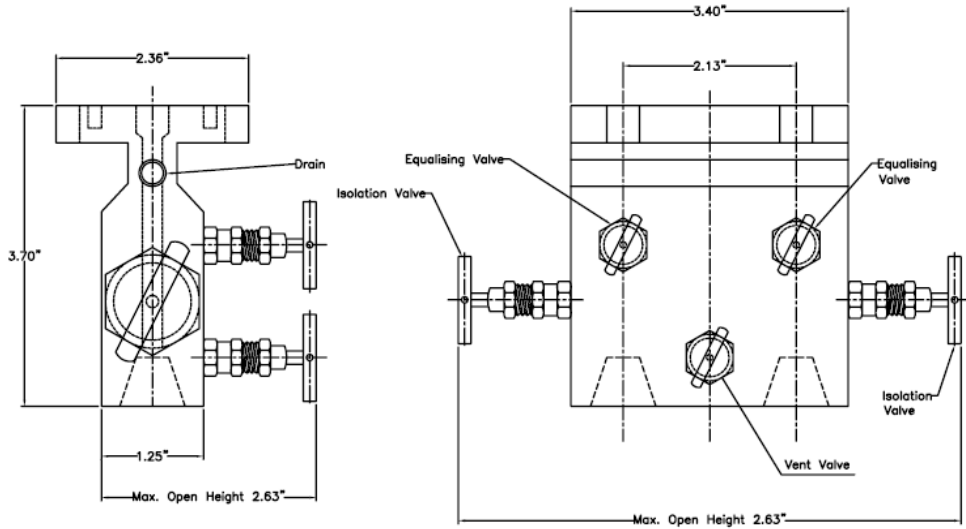 3.40"
2.36"
2.13"
Drain
Equalising Valve
Equalising
Valve
Isolation Valve
3.70"
Isolation
Valve
1.25"
Vent Valve
Max. Open Height 2.63"
Max. Open Height 2.63"